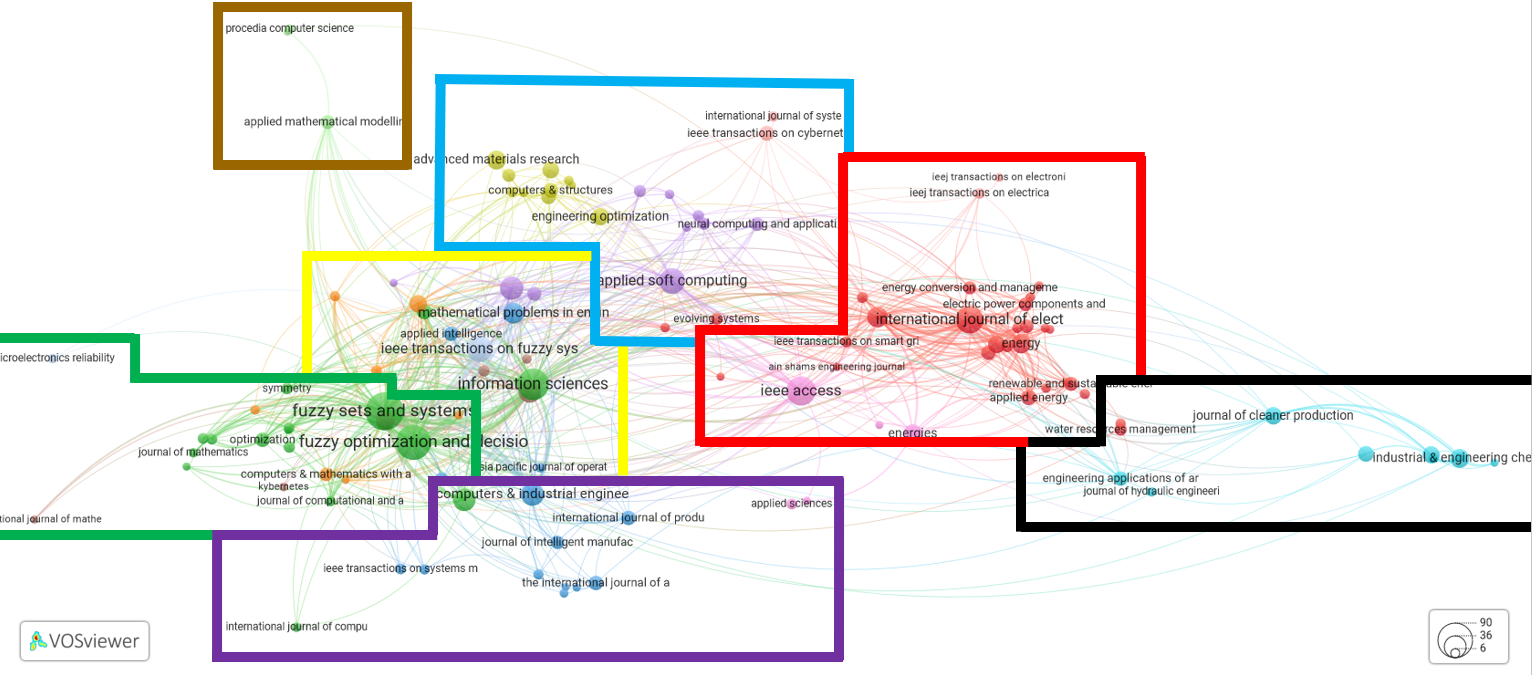 procedia computer science
applied mathematical modellin
international journal of syste
ieee transactions on cybernet
advanced materials research
computers & structures
engineering optimization
neural computing and applicati
ieej transactions on electroni
ieej transactions on electrica
applied soft computing
evolving systems
energy conversion and manageme
electric power components and
international journal of elect
ieee transactions on smart gri
energy
ain shams engineering journal
ieee access
renewable and susta
applied energy
energies
mathematical problems in en in
applied intelligence
ieee transactions on fuzzy sys
information sciences
icroelectronics reliability
symmetry
fuzzy sets and systems
optimization
fuzzy optimization and decisio
journal of mathematics
sia pacific journal of operat
computers & mathematics with a
kybernetes
journal of computational and a
tional journal of mathe
journal of cleaner production
water resources management
industrial & engineering che
engineering applications of ar
journal of hydraulic engineeri
computers & industrial enginee
applied sciences
international journal of produ
journal of intelligent manufac
ieee transactions on systems m
the international journal of a
international journal of compu
VOSviewer
90
36
6